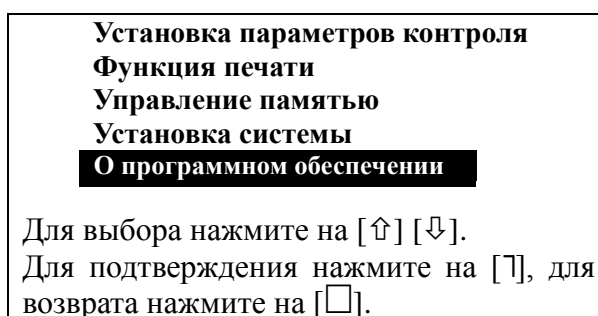 Установка параметров контроля
Функция печати
Управление памятью
Установка системы
О программном обеспечении
Для выбора нажмите на [⇧] [⇩].
Для подтверждения нажмите на [⅂], для
возврата нажмите на [☐].